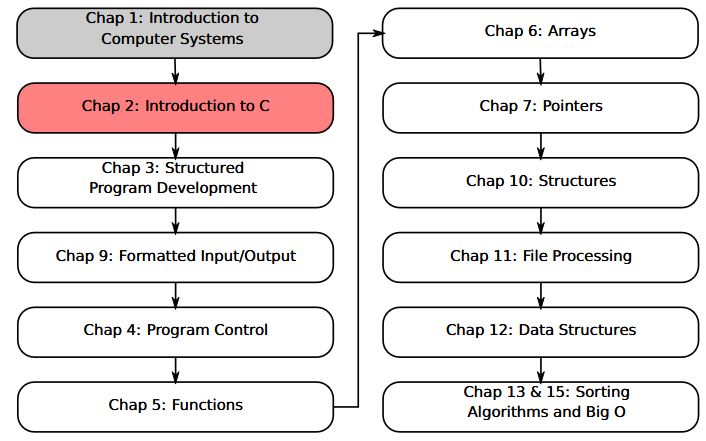 Chap 1: Introduction to
Computer Systems
Chap 2: Introduction to C
Chap 3: Structured
Program Development
Chap 9: Formatted Input/Output
Chap 4: Program Control
Chap 5: Functions
Chap 6: Arrays
Chap 7: Pointers
Chap 10: Structures
Chap 11: File Processing
Chap 12: Data Structures
Chap 13 & 15: Sorting
Algorithms and Big O